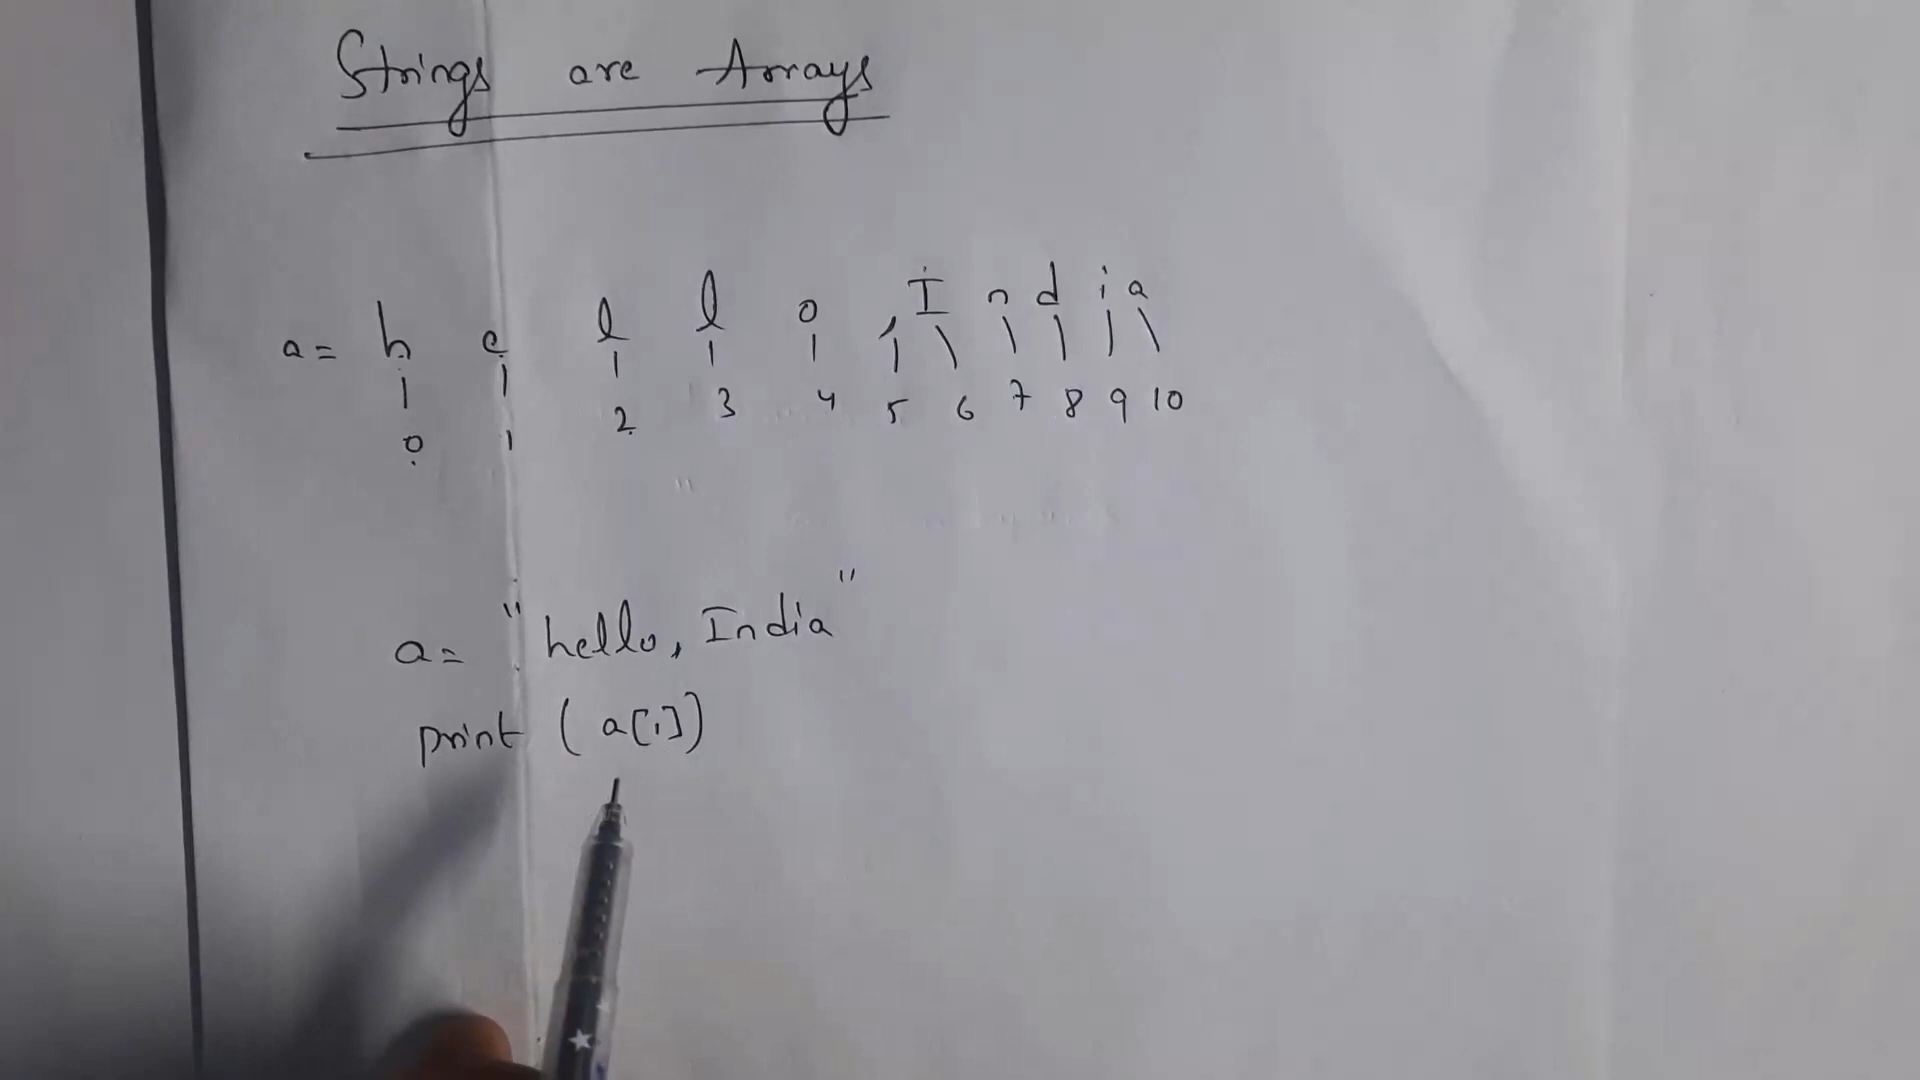 Strings are Arrays
a= h e l l o , I n d i a
0 1 2 3 4 5 6 7 8 9 10
a= "hello, India"
print (a[1])